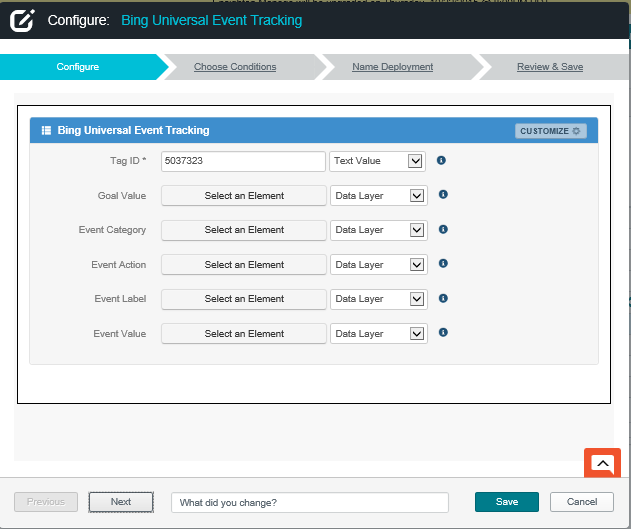 Configure: Bing Universal Event Tracking
Configure
Choose Conditions
Name Deployment
Review & Save
Bing Universal Event Tracking
CUSTOMIZE
Tag ID * 5037323 Text Value
Goal Value Select an Element Data Layer
Event Category Select an Element Data Layer
Event Action Select an Element Data Layer
Event Label Select an Element Data Layer
Event Value Select an Element Data Layer
Previous Next What did you change? Save Cancel